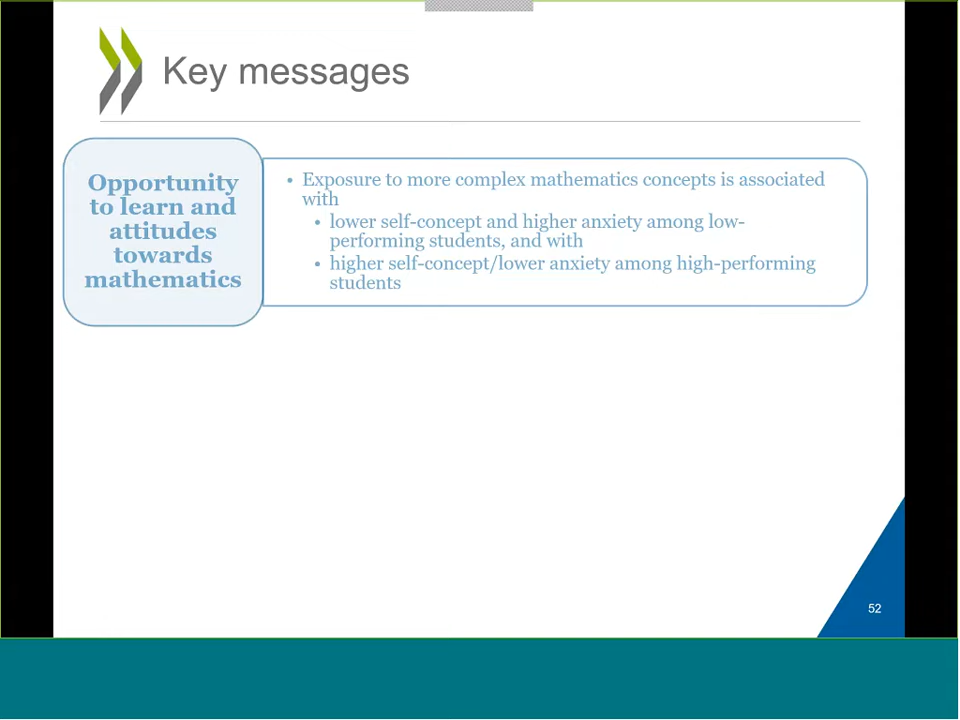 Key messages
Opportunity
to learn and
attitudes
towards
mathematics
• Exposure to more complex mathematics concepts is associated
with
• lower self-concept and higher anxiety among low-
performing students, and with
• higher self-concept/lower anxiety among high-performing
students
52